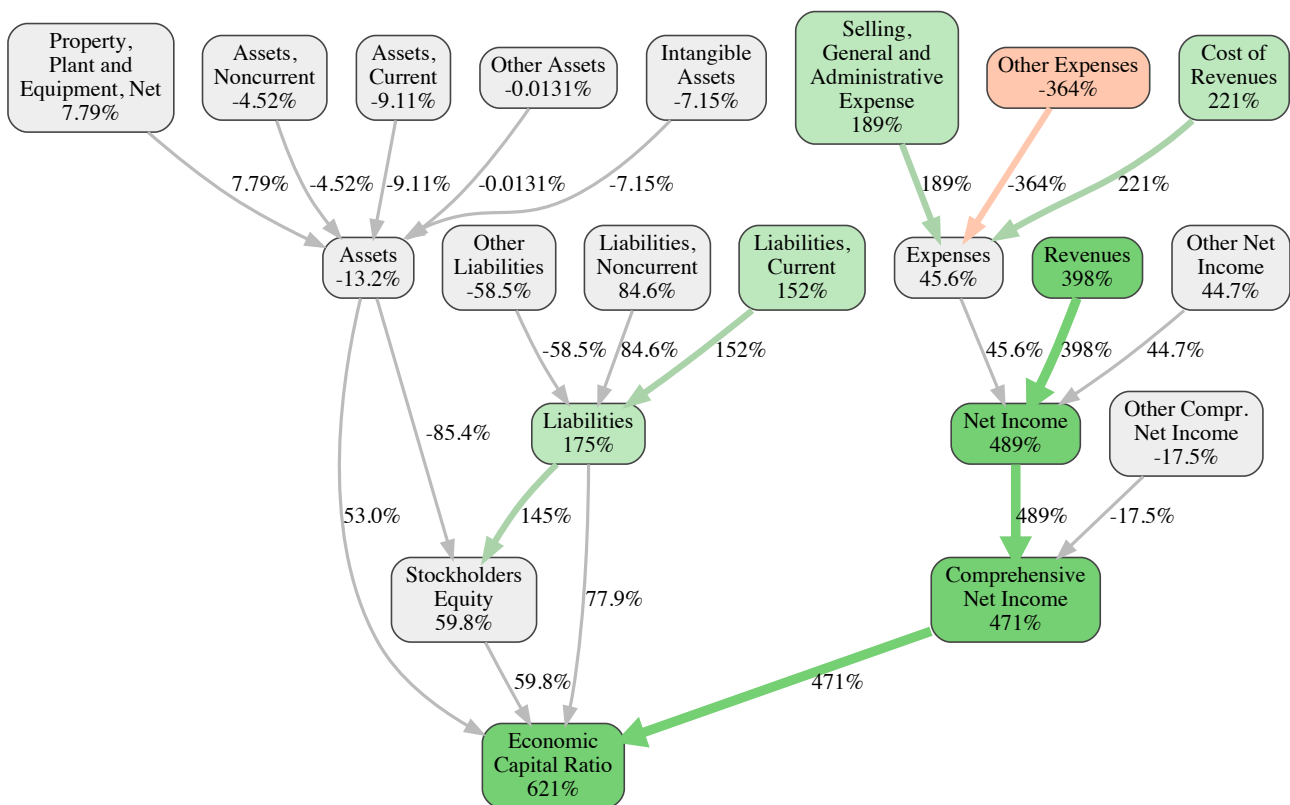 Property,
Plant and
Equipment, Net
7.79%
Assets,
Noncurrent
-4.52%
Assets,
Current
-9.11%
Other Assets
-0.0131%
Intangible
Assets
-7.15%
Selling,
General and
Administrative
Expense
189%
Other Expenses
-364%
Cost of
Revenues
221%
7.79%
-4.52%
-9.11%
-0.0131%
-7.15%
189%
-364%
221%
Assets
-13.2%
Other
Liabilities
-58.5%
Liabilities,
Noncurrent
84.6%
Liabilities,
Current
152%
Expenses
45.6%
Revenues
398%
Other Net
Income
44.7%
-58.5%
84.6%
152%
45.6%
398%
44.7%
-85.4%
Liabilities
175%
Net Income
489%
Other Compr.
Net Income
-17.5%
53.0%
145%
77.9%
489%
-17.5%
Stockholders
Equity
59.8%
Comprehensive
Net Income
471%
59.8%
471%
Economic
Capital Ratio
621%